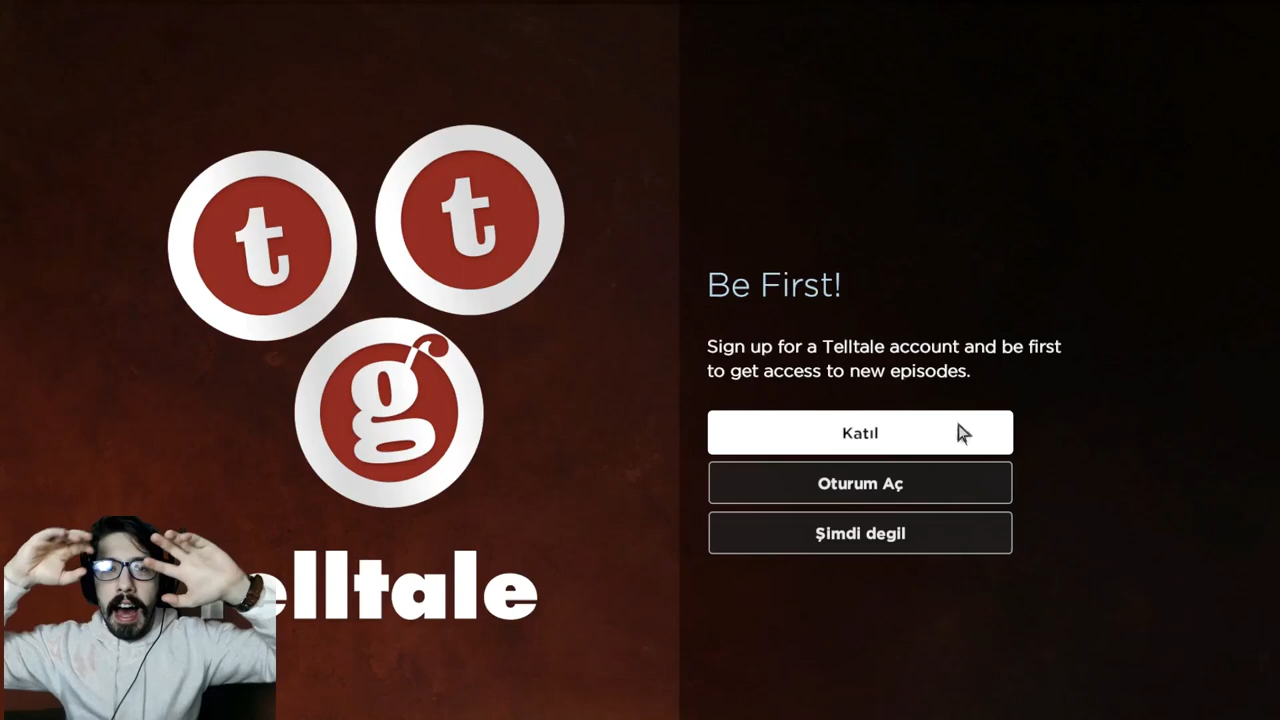 t
t
g
elltale
Be First!
Sign up for a Telltale account and be first
to get access to new episodes.
Katıl
Oturum Aç
Şimdi degil